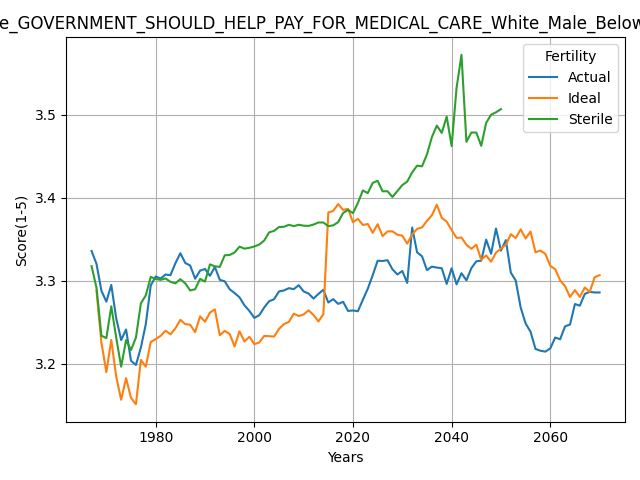 e_GOVERNMENT_SHOULD_HELP_PAY_FOR_MEDICAL_CARE_White_Male_Below
Fertility
Actual
Ideal
Sterile
Score(1-5)
3.5
3.4
3.3
3.2
1980 2000 2020 2040 2060
Years